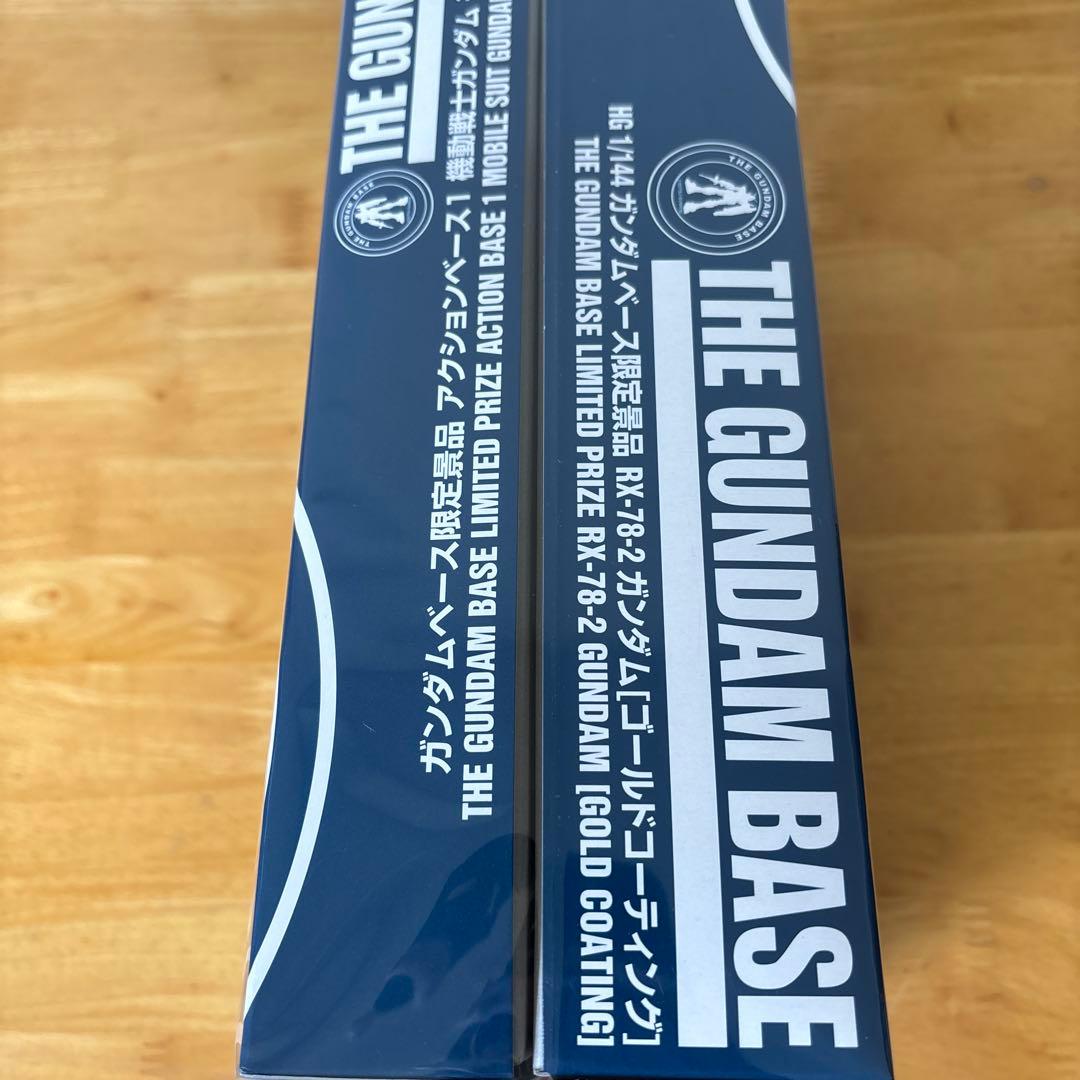 THE GUN
THE GUNDAM BASE
機動戦士ガンダム
ガンダムベース限定景品 アクションベース1
THE GUNDAM BASE LIMITED PRIZE ACTION BASE 1 MOBILE SUIT GUNDA
THE GUNDAM BASE
THE GUNDAM BASE
HG 1/144 ガンダムベース限定景品 RX-78-2 ガンダム[ゴールドコーティング]
THE GUNDAM BASE LIMITED PRIZE RX-78-2 GUNDAM [GOLD COATING]